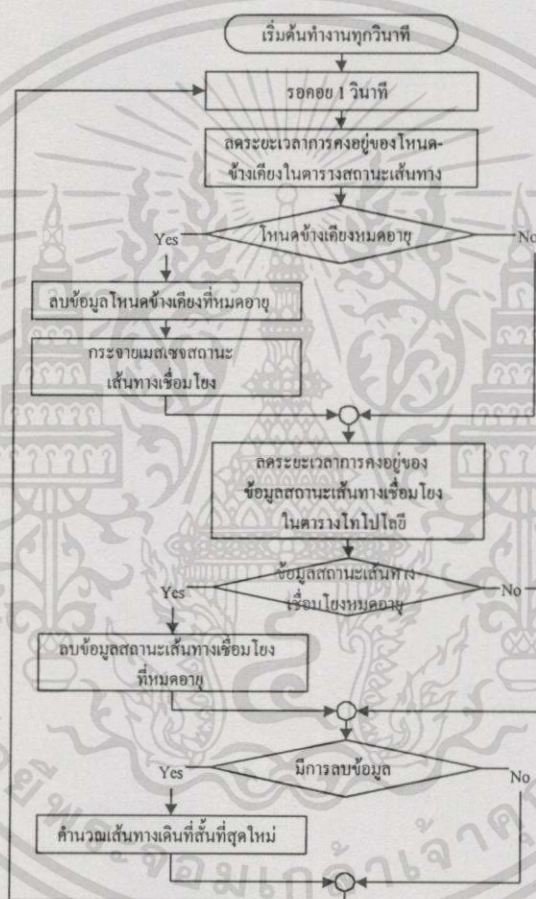 เริ่มต้นทำงานทุกวินาที
รอคอย 1 วินาที
ลดระยะเวลาการคงอยู่ของโหนด-
ข้างเคียงในตารางสถานะเส้นทาง
Yes
โหนดข้างเคียงหมดอายุ
No
ลบข้อมูลโหนดข้างเคียงที่หมดอายุ
กระจายเมสเซจสถานะ
เส้นทางเชื่อมโยง
ลดระยะเวลาการคงอยู่ของ
ข้อมูลสถานะเส้นทางเชื่อมโยง
ในตารางโทโปโลยี
Yes
ข้อมูลสถานะเส้นทาง-
เชื่อมโยงหมดอายุ
No
ลบข้อมูลสถานะเส้นทางเชื่อมโยง
ที่หมดอายุ
Yes
มีการลบข้อมูล
No
คำนวณเส้นทางเดินที่สั้นที่สุดใหม่
พระจอมเกล้าเจ้าคุณ